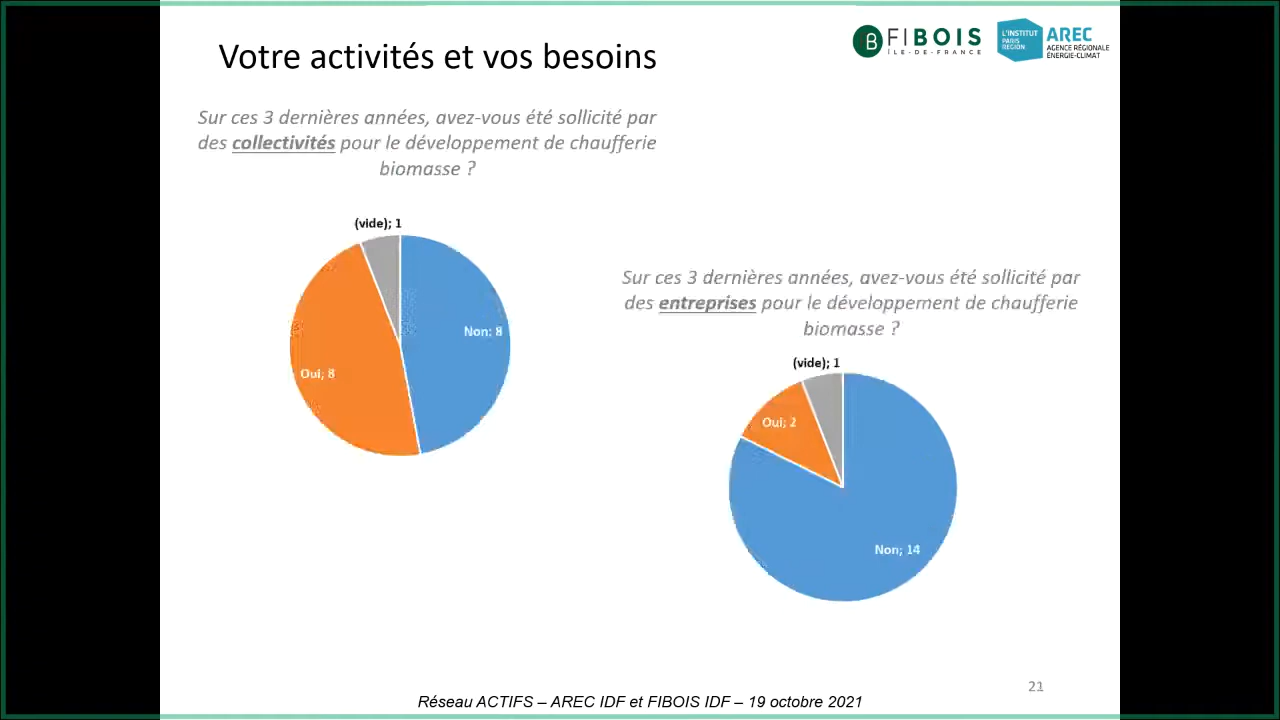 Votre activités et vos besoins
B FIBOIS
ÎLE-DE-FRANCE
L'INSTITUT
PARIS
REGION
AREC
AGENCE RÉGIONALE
ÉNERGIE-CLIMAT
Sur ces 3 dernières années, avez-vous été sollicité par
des collectivités pour le développement de chaufferie
biomasse ?
(vide); 1
Non; 8
Oui; 8
Sur ces 3 dernières années, avez-vous été sollicité par
des entreprises pour le développement de chaufferie
biomasse ?
(vide); 1
Oui; 2
Non; 14
21
Réseau ACTIFS – AREC IDF et FIBOIS IDF – 19 octobre 2021